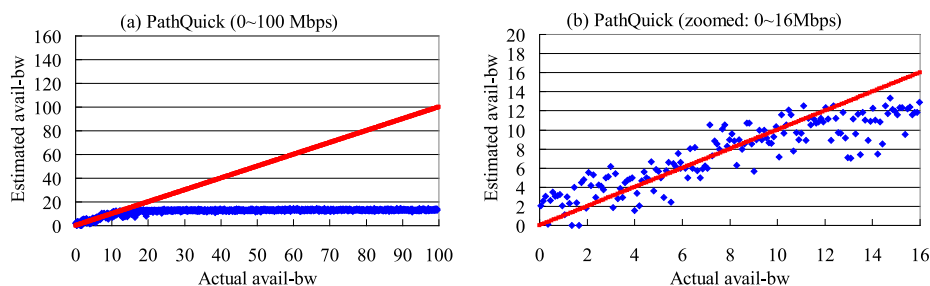 (a) PathQuick (0~100 Mbps)
Estimated avail-bw
160
140
120
100
80
60
40
20
0
0 10 20 30 40 50 60 70 80 90 100
Actual avail-bw
(b) PathQuick (zoomed: 0~16Mbps)
Estimated avail-bw
20
18
16
14
12
10
8
6
4
2
0
0 2 4 6 8 10 12 14 16
Actual avail-bw